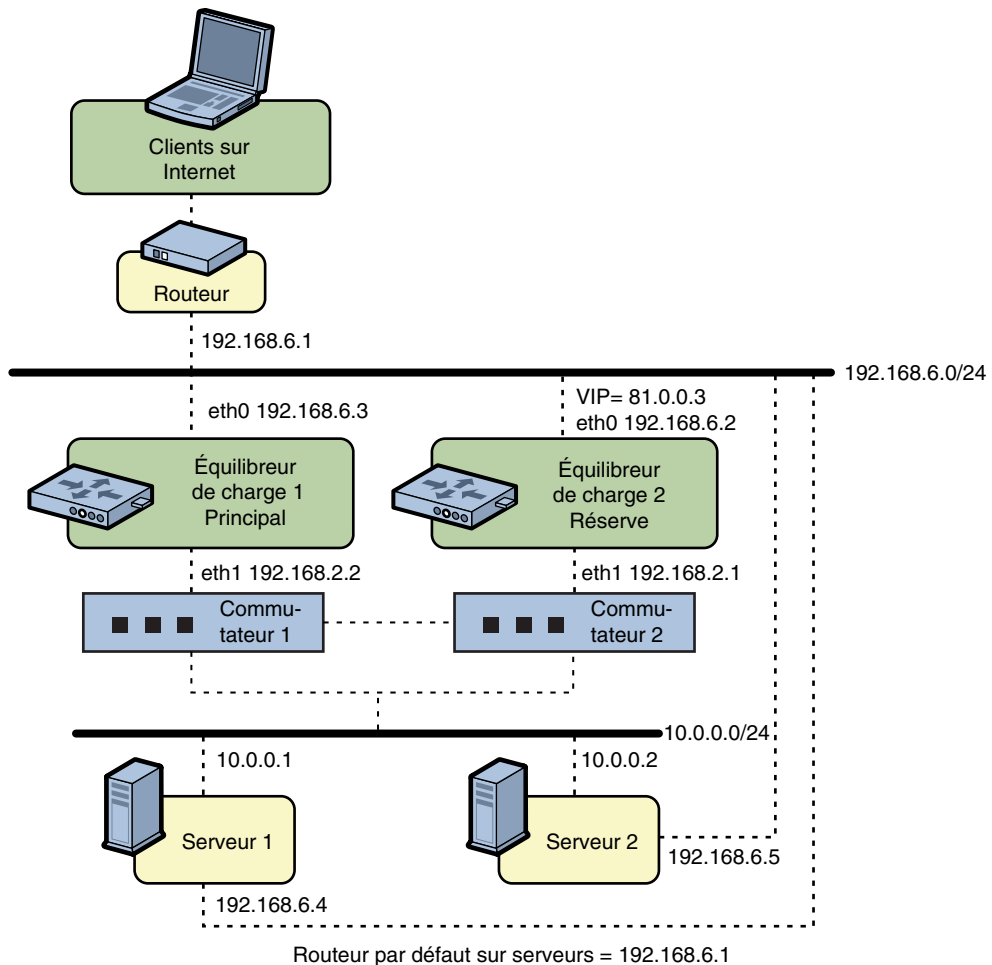 Clients sur
Internet
Routeur
192.168.6.1
192.168.6.0/24
eth0 192.168.6.3
VIP= 81.0.0.3
eth0 192.168.6.2
Équilibreur
de charge 1
Principal
Équilibreur
de charge 2
Réserve
eth1 192.168.2.2
eth1 192.168.2.1
Commu-
tateur 1
Commu-
tateur 2
10.0.0.0/24
10.0.0.1
10.0.0.2
Serveur 1
Serveur 2
192.168.6.5
192.168.6.4
Routeur par défaut sur serveurs = 192.168.6.1